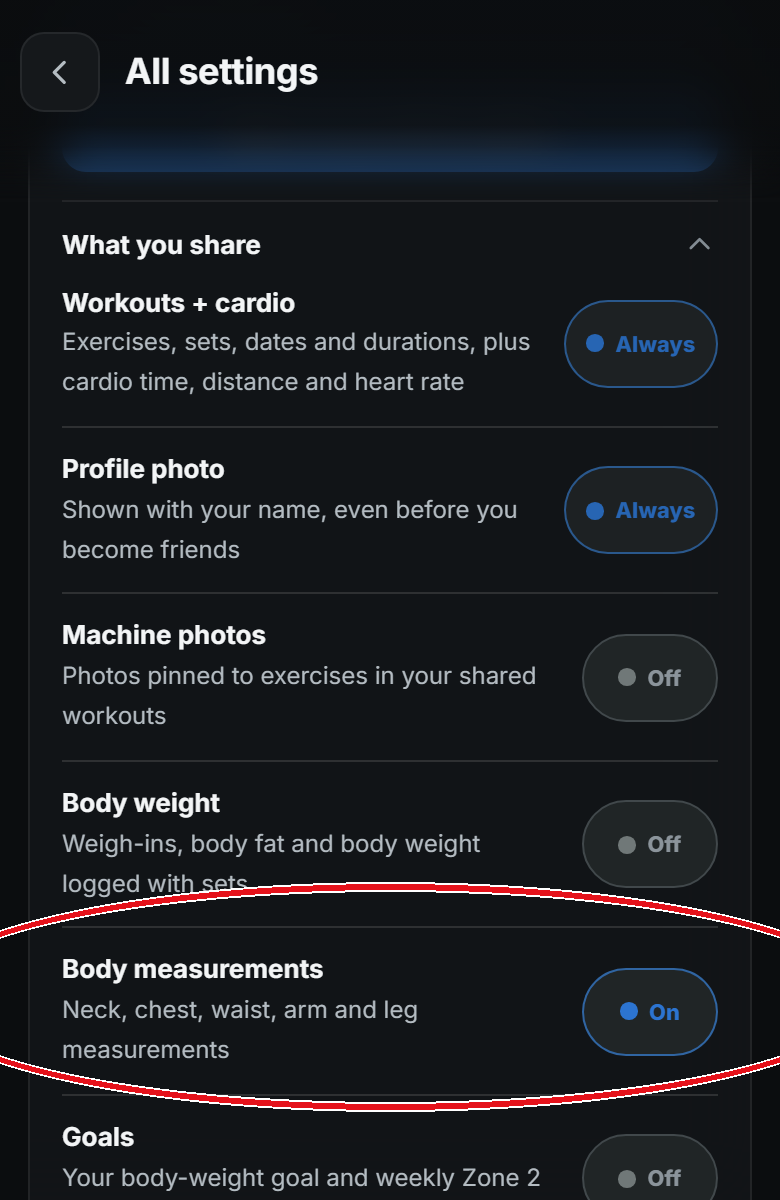 All settings
What you share
Workouts + cardio
Exercises, sets, dates and durations, plus
cardio time, distance and heart rate
Always
Profile photo
Shown with your name, even before you
become friends
Always
Machine photos
Photos pinned to exercises in your shared
workouts
Off
Body weight
Weigh-ins, body fat and body weight
logged with sets
Off
Body measurements
Neck, chest, waist, arm and leg
measurements
On
Goals
Your body-weight goal and weekly Zone 2
Off